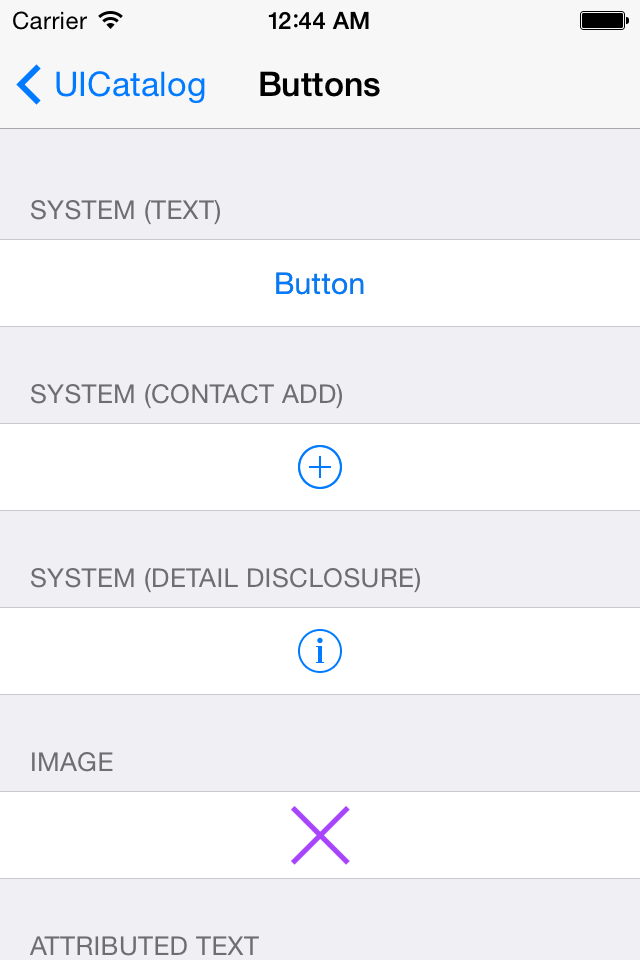 Carrier 12:44 AM
UICatalog Buttons
SYSTEM (TEXT)
Button
SYSTEM (CONTACT ADD)
SYSTEM (DETAIL DISCLOSURE)
IMAGE
ATTRIBUTED TEXT